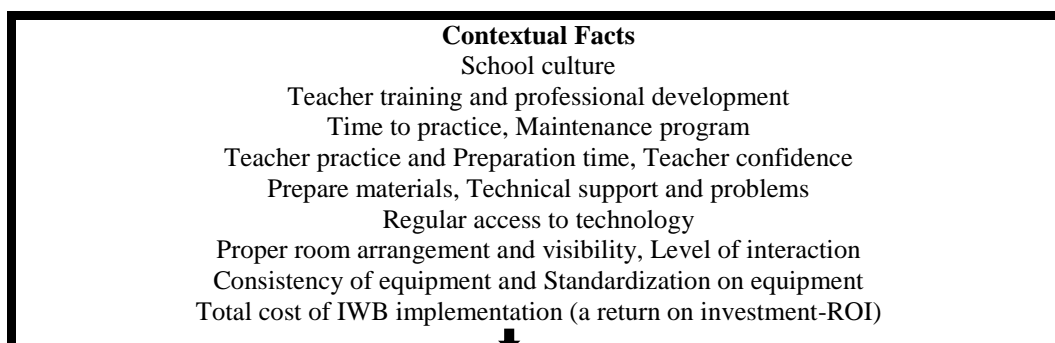 Contextual Facts
School culture
Teacher training and professional development
Time to practice, Maintenance program
Teacher practice and Preparation time, Teacher confidence
Prepare materials, Technical support and problems
Regular access to technology
Proper room arrangement and visibility, Level of interaction
Consistency of equipment and Standardization on equipment
Total cost of IWB implementation (a return on investment-ROI)